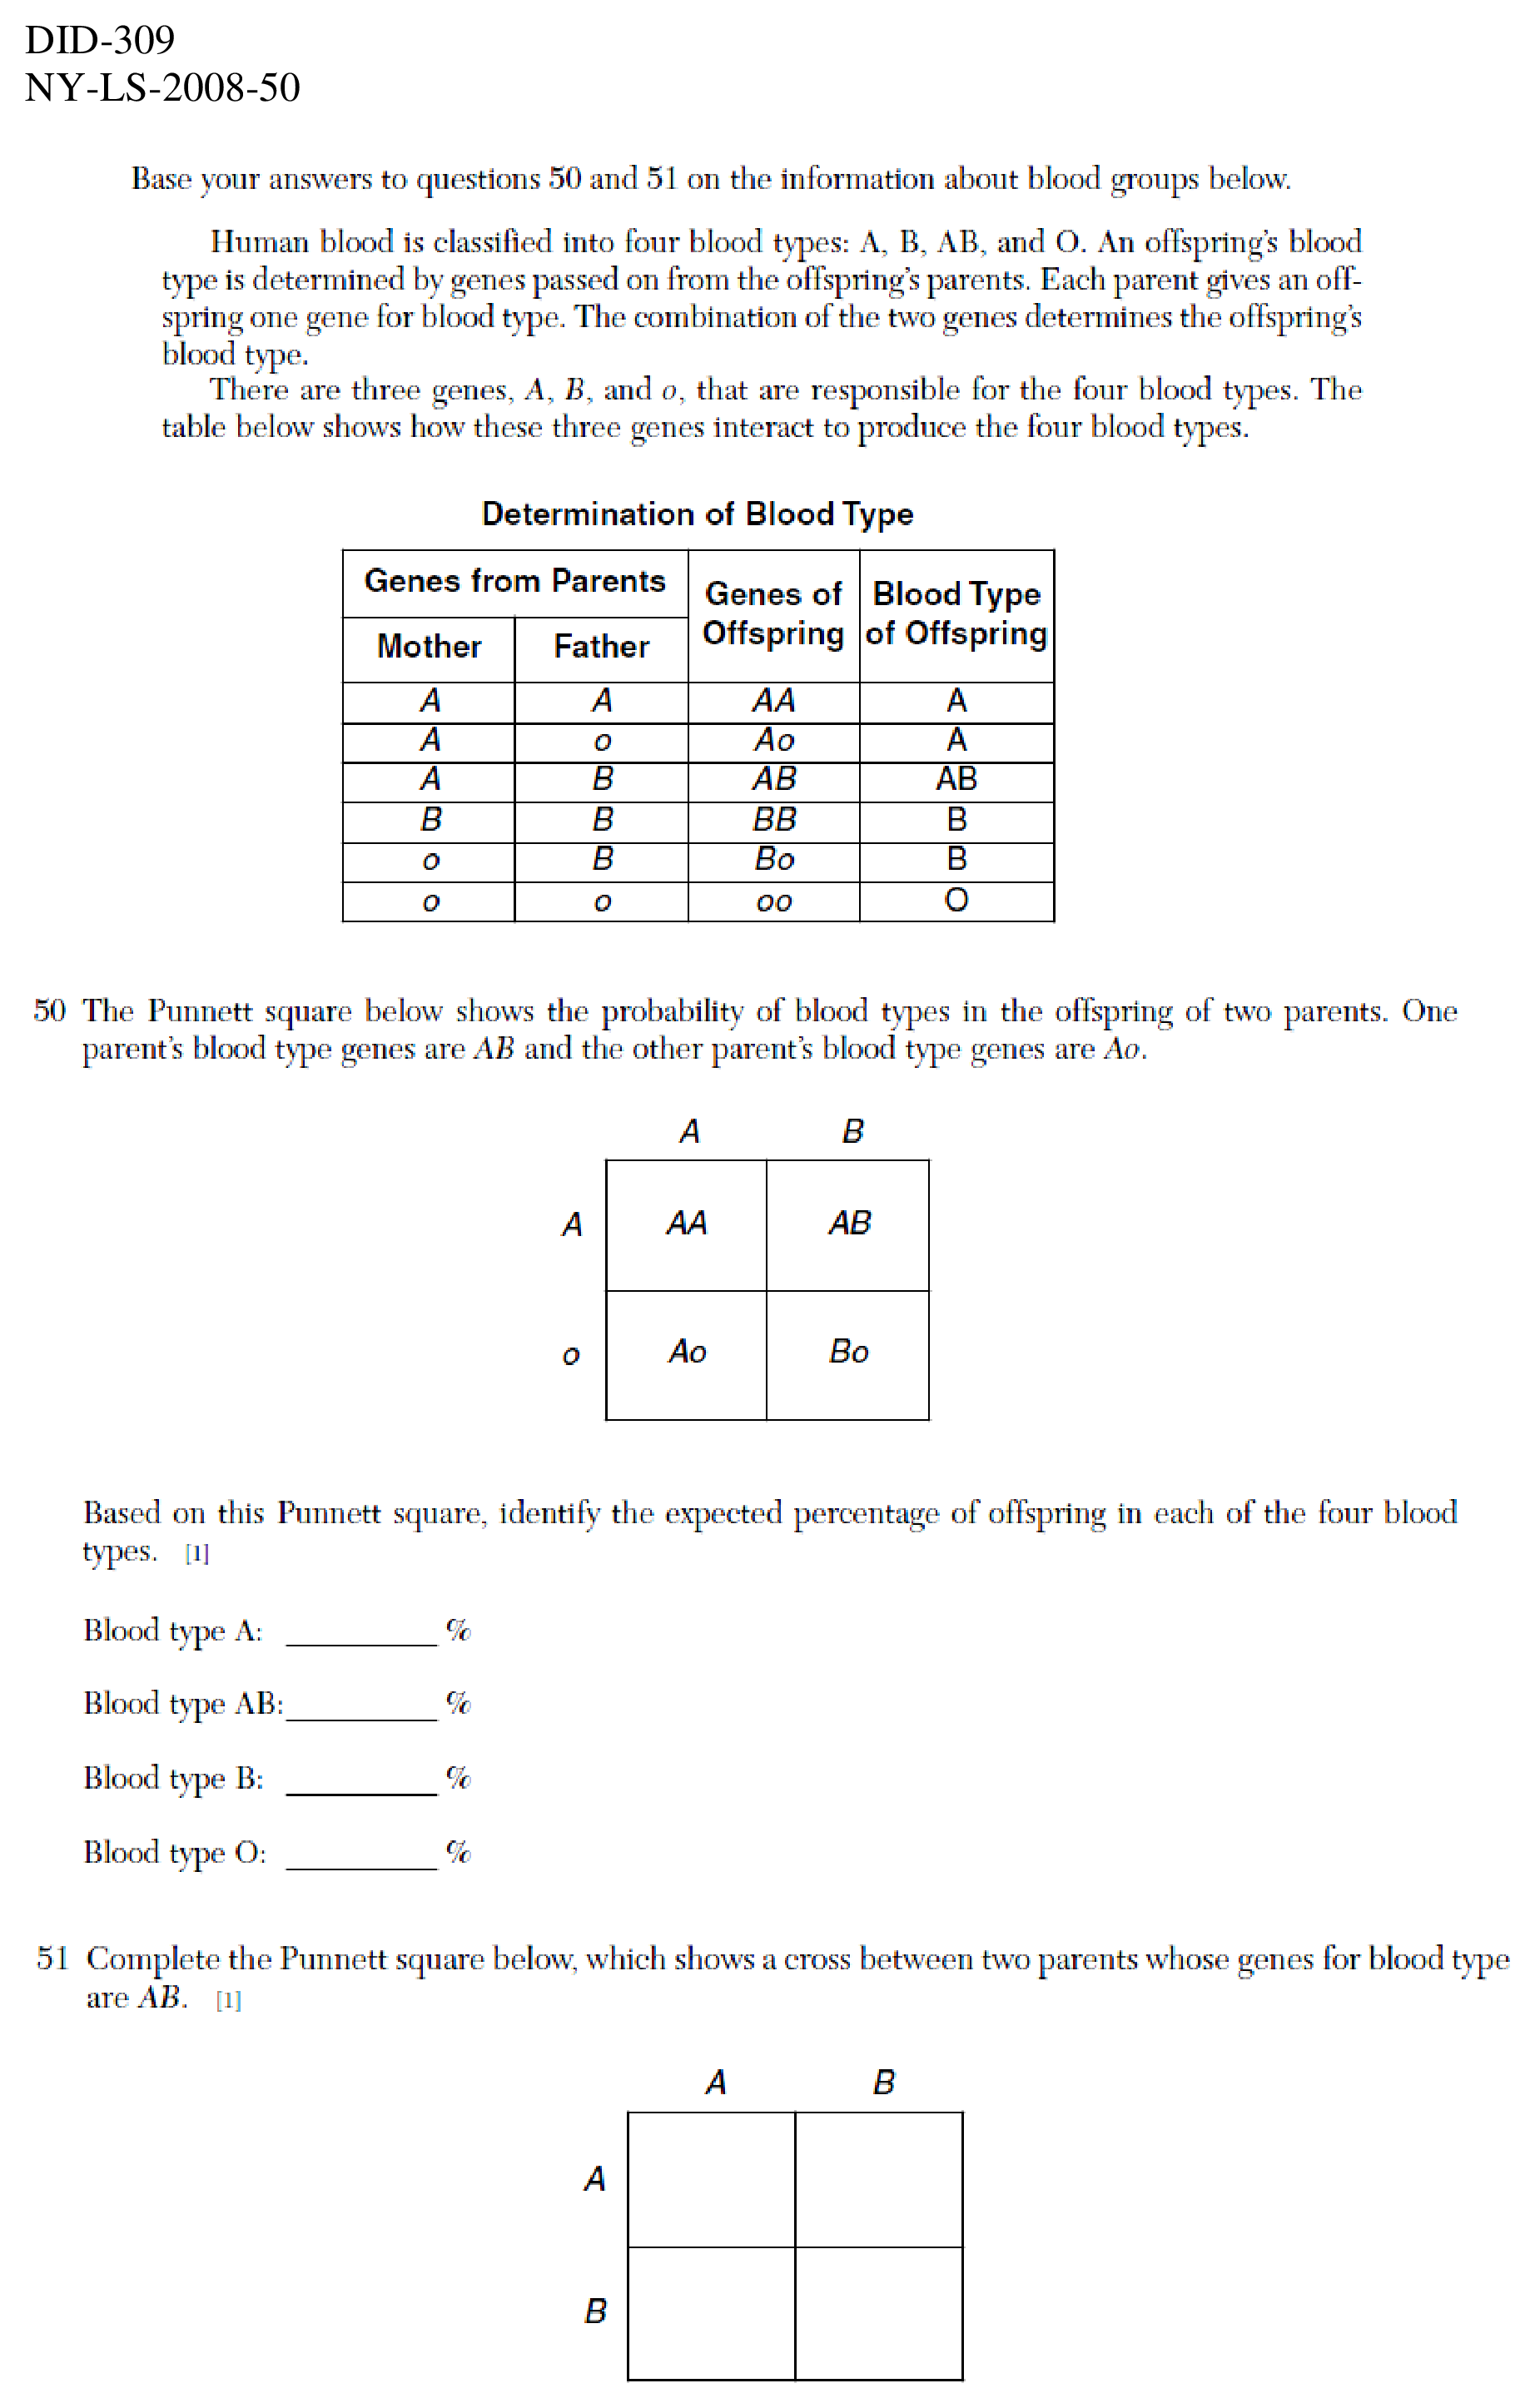 DID-309
NY-LS-2008-50
Base your answers to questions 50 and 51 on the information about blood groups below.
Human blood is classified into four blood types: A, B, AB, and O. An offspring's blood
type is determined by genes passed on from the offspring's parents. Each parent gives an off-
spring one gene for blood type. The combination of the two genes determines the offspring's
blood type.
There are three genes, A, B, and o, that are responsible for the four blood types. The
table below shows how these three genes interact to produce the four blood types.
Determination of Blood Type
Genes from Parents Genes of Offspring Blood Type of Offspring
Mother Father
A A AA A
A o Ao A
A B AB AB
B B BB B
o B Bo B
o o oo O
50 The Punnett square below shows the probability of blood types in the offspring of two parents. One
parent's blood type genes are AB and the other parent's blood type genes are Ao.
A B
A AA AB
o Ao Bo
Based on this Punnett square, identify the expected percentage of offspring in each of the four blood
types. [1]
Blood type A: ________ %
Blood type AB: ________ %
Blood type B: ________ %
Blood type O: ________ %
51 Complete the Punnett square below, which shows a cross between two parents whose genes for blood type
are AB. [1]
A B
A
B